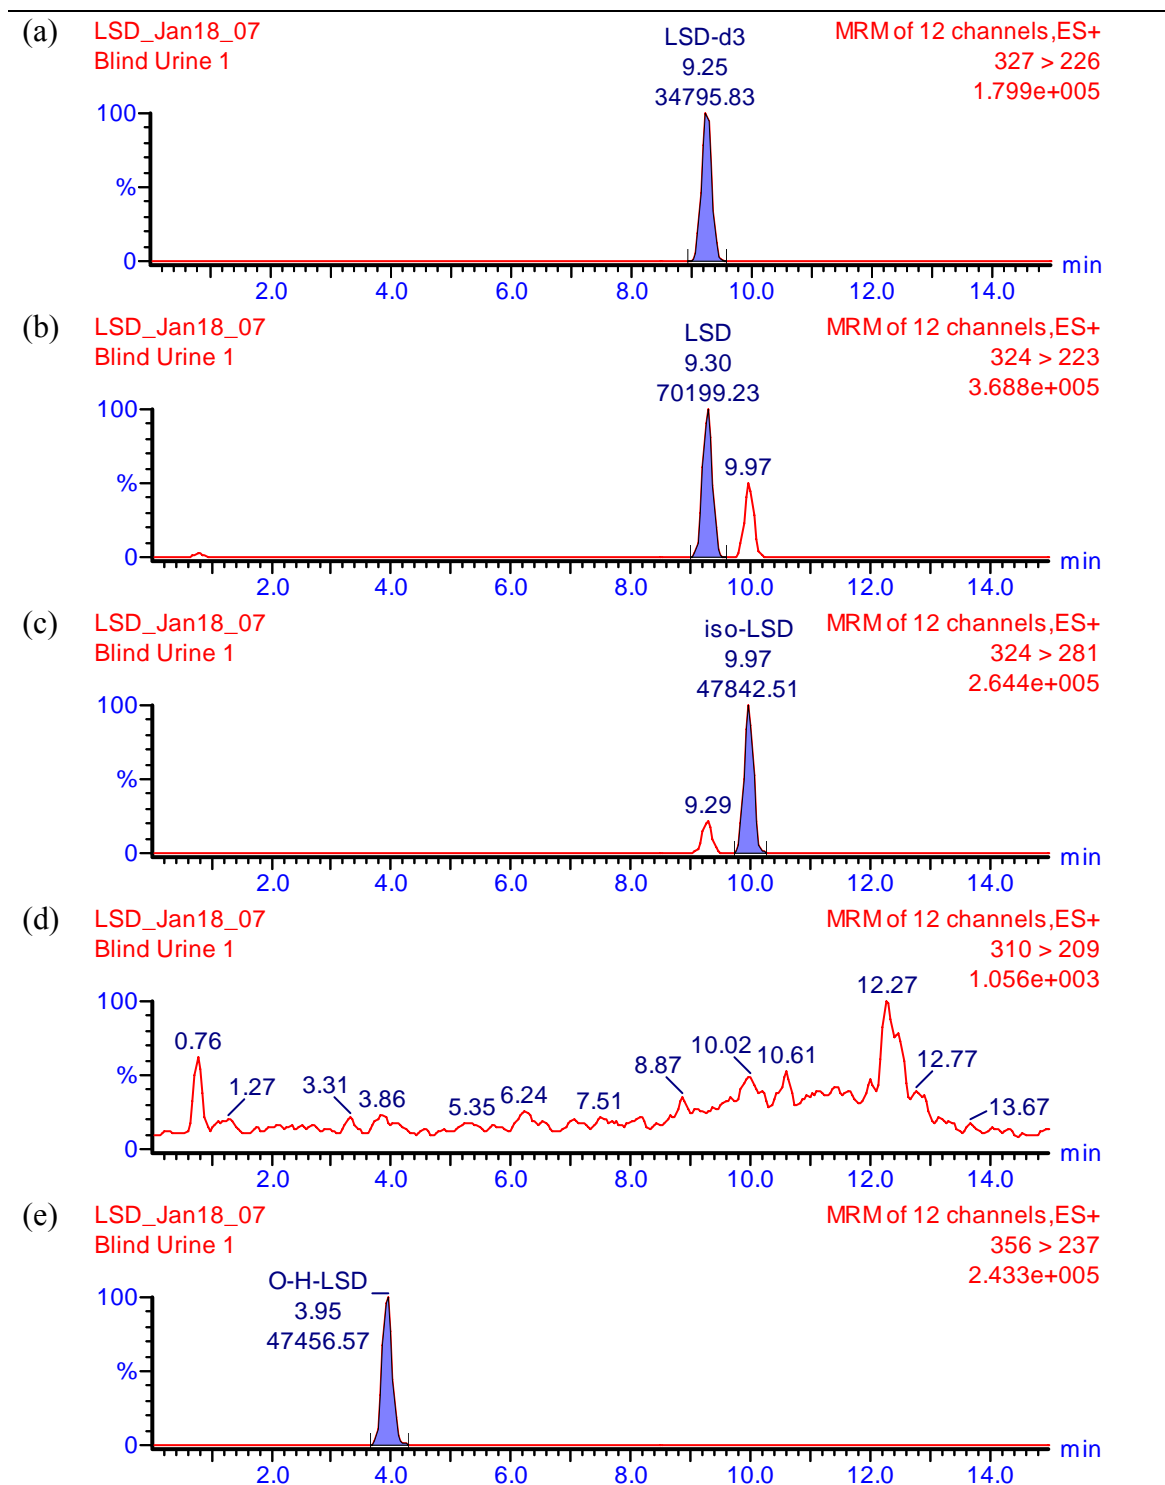 (a)
LSD_Jan18_07
Blind Urine 1
LSD-d3
9.25
34795.83
MRM of 12 channels,ES+
327 > 226
1.799e+005
100
%
0
2.0 4.0 6.0 8.0 10.0 12.0 14.0
min
(b)
LSD_Jan18_07
Blind Urine 1
LSD
9.30
70199.23
MRM of 12 channels,ES+
324 > 223
3.688e+005
9.97
100
%
0
2.0 4.0 6.0 8.0 10.0 12.0 14.0
min
(c)
LSD_Jan18_07
Blind Urine 1
iso-LSD
9.97
47842.51
MRM of 12 channels,ES+
324 > 281
2.644e+005
9.29
100
%
0
2.0 4.0 6.0 8.0 10.0 12.0 14.0
min
(d)
LSD_Jan18_07
Blind Urine 1
MRM of 12 channels,ES+
310 > 209
1.056e+003
100
%
0
0.76 1.27 3.31 3.86 5.35 6.24 7.51 8.87 10.02 10.61 12.27 12.77 13.67
2.0 4.0 6.0 8.0 10.0 12.0 14.0
min
(e)
LSD_Jan18_07
Blind Urine 1
O-H-LSD
3.95
47456.57
MRM of 12 channels,ES+
356 > 237
2.433e+005
100
%
0
2.0 4.0 6.0 8.0 10.0 12.0 14.0
min